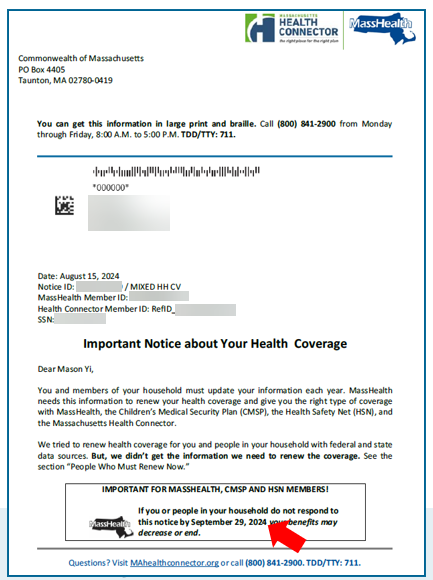 MASSACHUSETTS
HEALTH
CONNECTOR
the right place for the right plan
MassHealth
Commonwealth of Massachusetts
PO Box 4405
Taunton, MA 02780-0419
You can get this information in large print and braille. Call (800) 841-2900 from Monday
through Friday, 8:00 A.M. to 5:00 P.M. TDD/TTY: 711.
*000000*
Date: August 15, 2024
Notice ID: / MIXED HH CV
MassHealth Member ID:
Health Connector Member ID: RefID_
SSN:
Important Notice about Your Health Coverage
Dear Mason Yi,
You and members of your household must update your information each year. MassHealth
needs this information to renew your health coverage and give you the right type of coverage
with MassHealth, the Children's Medical Security Plan (CMSP), the Health Safety Net (HSN), and
the Massachusetts Health Connector.
We tried to renew health coverage for you and people in your household with federal and state
data sources. But, we didn't get the information we need to renew the coverage. See the
section “People Who Must Renew Now.”
IMPORTANT FOR MASSHEALTH, CMSP AND HSN MEMBERS!
MassHealth
If you or people in your household do not respond to
this notice by September 29, 2024 your benefits may
decrease or end.
Questions? Visit MAhealthconnector.org or call (800) 841-2900. TDD/TTY: 711.